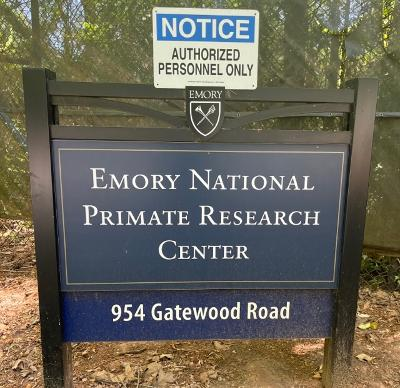 NOTICE
AUTHORIZED
PERSONNEL ONLY
EMORY
EMORY NATIONAL
PRIMATE RESEARCH
CENTER
954 Gatewood Road